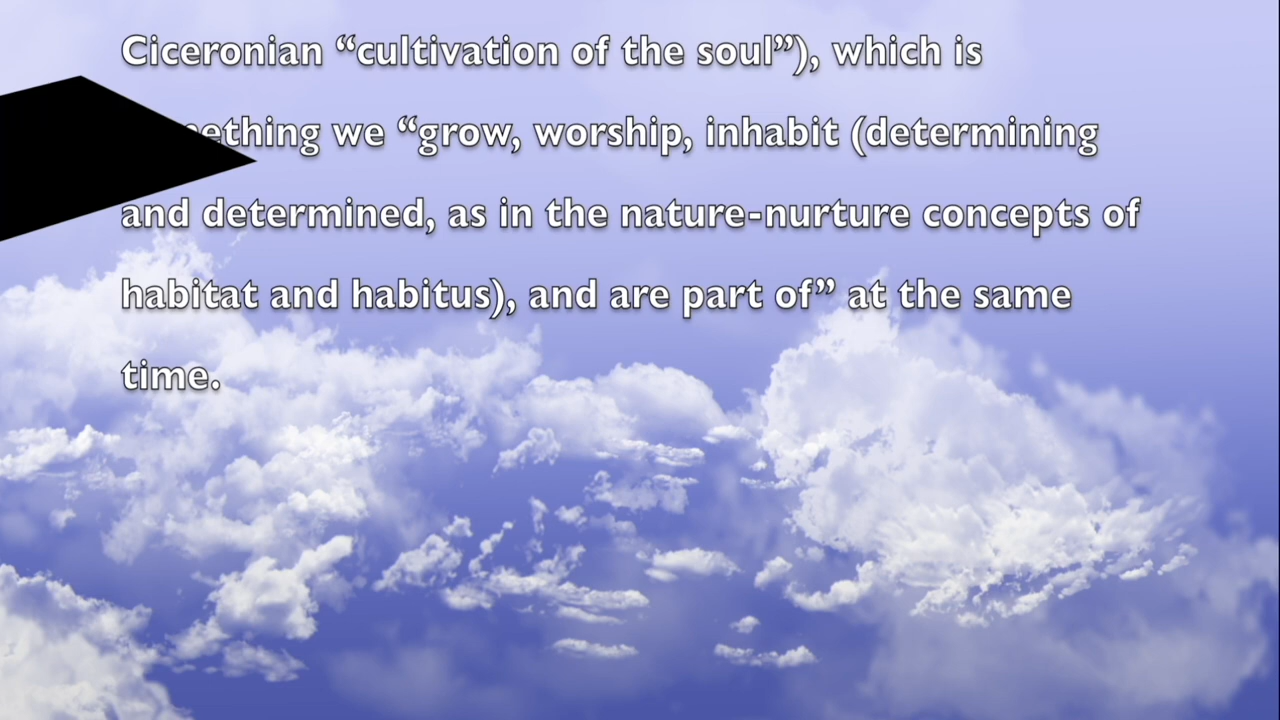 Ciceronian “cultivation of the soul”), which is
we “grow, worship, inhabit (determining
and determined, as in the nature-nurture concepts of
habitat and habitus), and are part of” at the same
time.